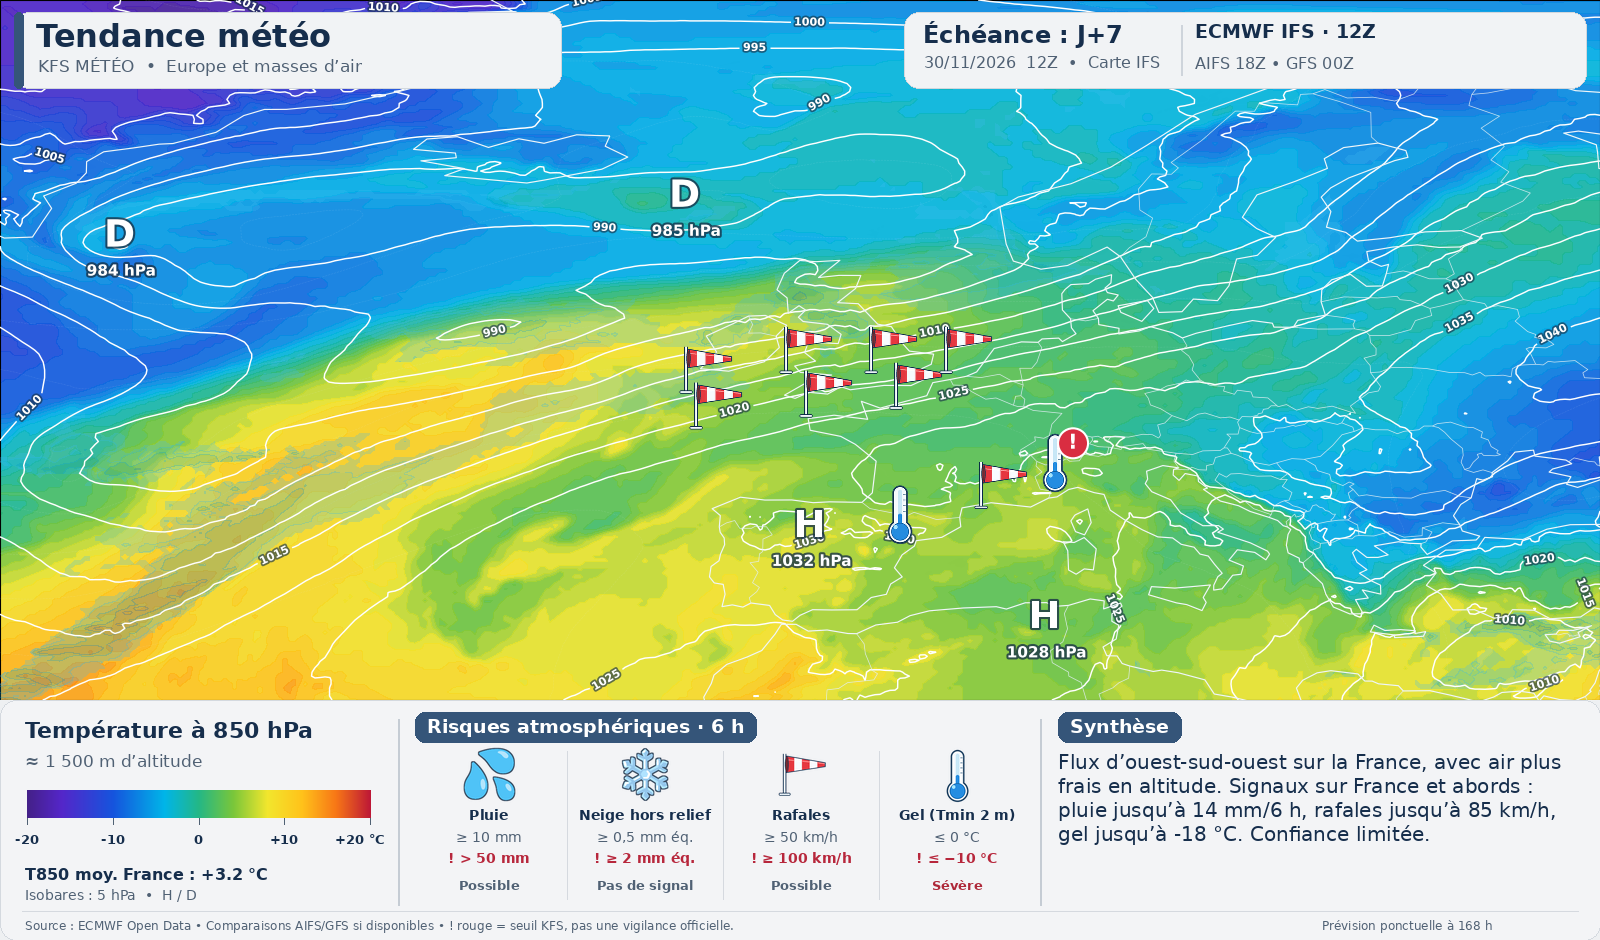 Tendance météo
KFS MÉTÉO • Europe et masses d’air
Échéance : J+7
30/11/2026 12Z • Carte IFS
ECMWF IFS · 12Z
AIFS 18Z • GFS 00Z
1015
1010
1000
995
990
1005
D
984 hPa
D
985 hPa
990
990
1010
1010
1015
1020
1025
1025
1030
1035
1040
H
1030
1032 hPa
H
1028 hPa
1025
1020
1015
1010
1010
!
Température à 850 hPa
≈ 1 500 m d’altitude
-20 -10 0 +10 +20 °C
T850 moy. France : +3.2 °C
Isobares : 5 hPa • H / D
Risques atmosphériques · 6 h
Pluie
≥ 10 mm
! > 50 mm
Possible
Neige hors relief
≥ 0,5 mm éq.
! ≥ 2 mm éq.
Pas de signal
Rafales
≥ 50 km/h
! ≥ 100 km/h
Possible
Gel (Tmin 2 m)
≤ 0 °C
! ≤ −10 °C
Sévère
Synthèse
Flux d’ouest-sud-ouest sur la France, avec air plus
frais en altitude. Signaux sur France et abords :
pluie jusqu’à 14 mm/6 h, rafales jusqu’à 85 km/h,
gel jusqu’à -18 °C. Confiance limitée.
Source : ECMWF Open Data • Comparaisons AIFS/GFS si disponibles • ! rouge = seuil KFS, pas une vigilance officielle.
Prévision ponctuelle à 168 h